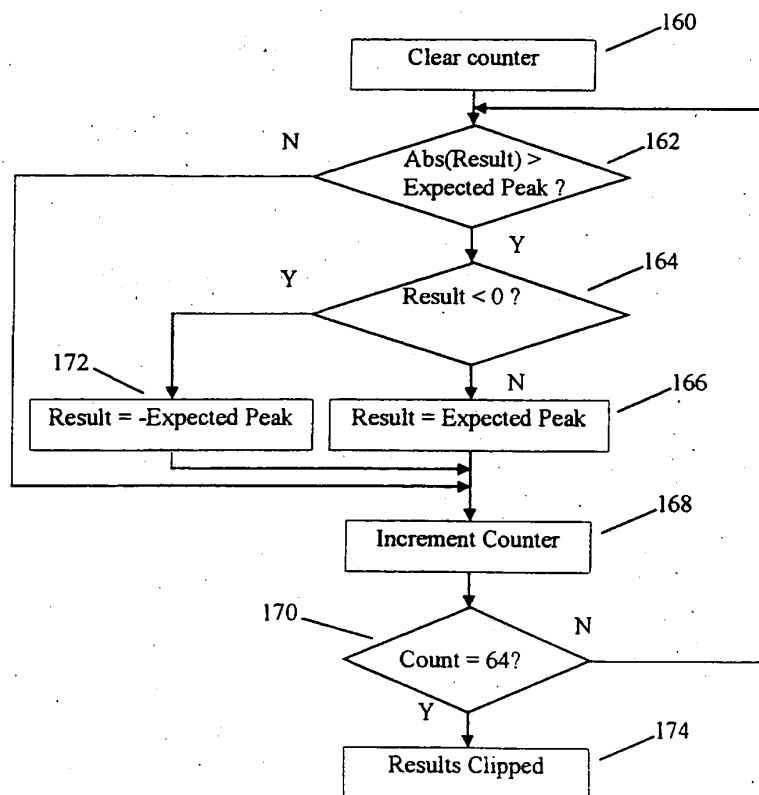 160
Clear counter
N
162
Abs(Result) >
Expected Peak ?
Y
164
Y
Result < 0 ?
172
N
166
Result = -Expected Peak
Result = Expected Peak
168
Increment Counter
170
N
Count = 64?
Y
174
Results Clipped